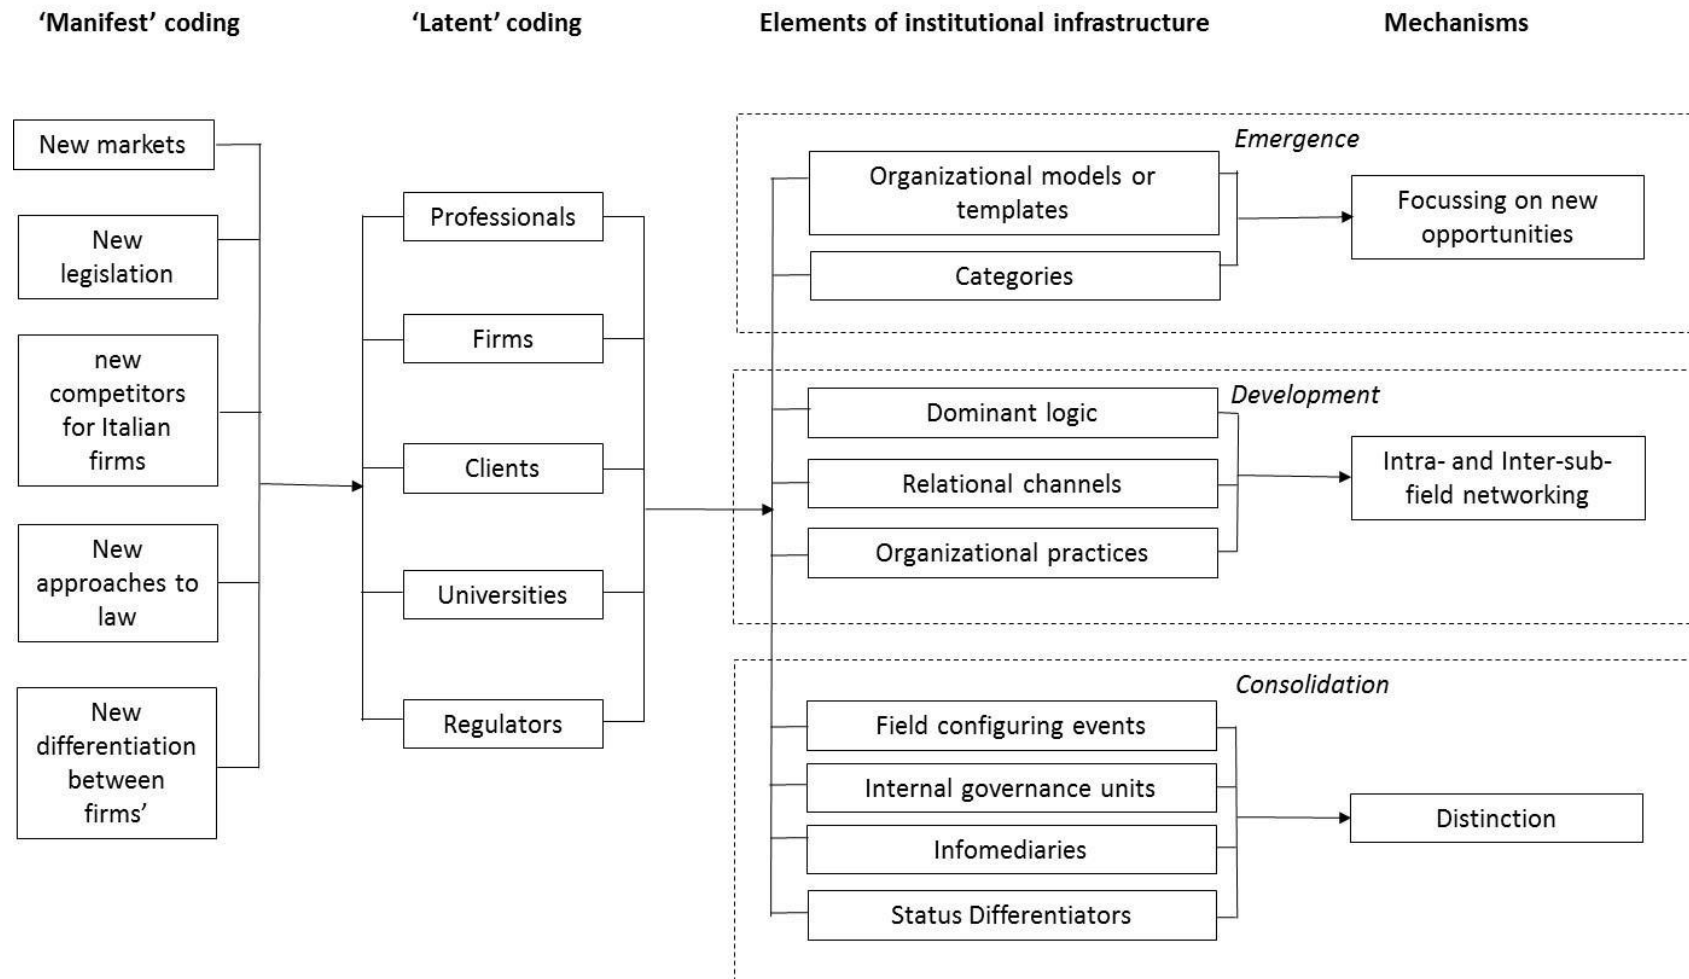 ‘Manifest’ coding
‘Latent’ coding
Elements of institutional infrastructure
Mechanisms
New markets
New
legislation
new
competitors
for Italian
firms
New
approaches to
law
New
differentiation
between
firms’
Professionals
Firms
Clients
Universities
Regulators
Emergence
Organizational models or
templates
Categories
Focussing on new
opportunities
Development
Dominant logic
Relational channels
Organizational practices
Intra- and Inter-sub-
field networking
Consolidation
Field configuring events
Internal governance units
Infomediaries
Status Differentiators
Distinction